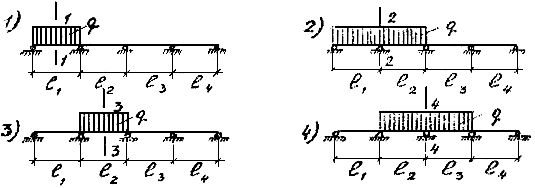 1) 1 q
1
l₁ l₂ l₃ l₄
2) 2 q
2
l₁ l₂ l₃ l₄
3) 3 q
3
l₁ l₂ l₃ l₄
4) 4 q
4
l₁ l₂ l₃ l₄